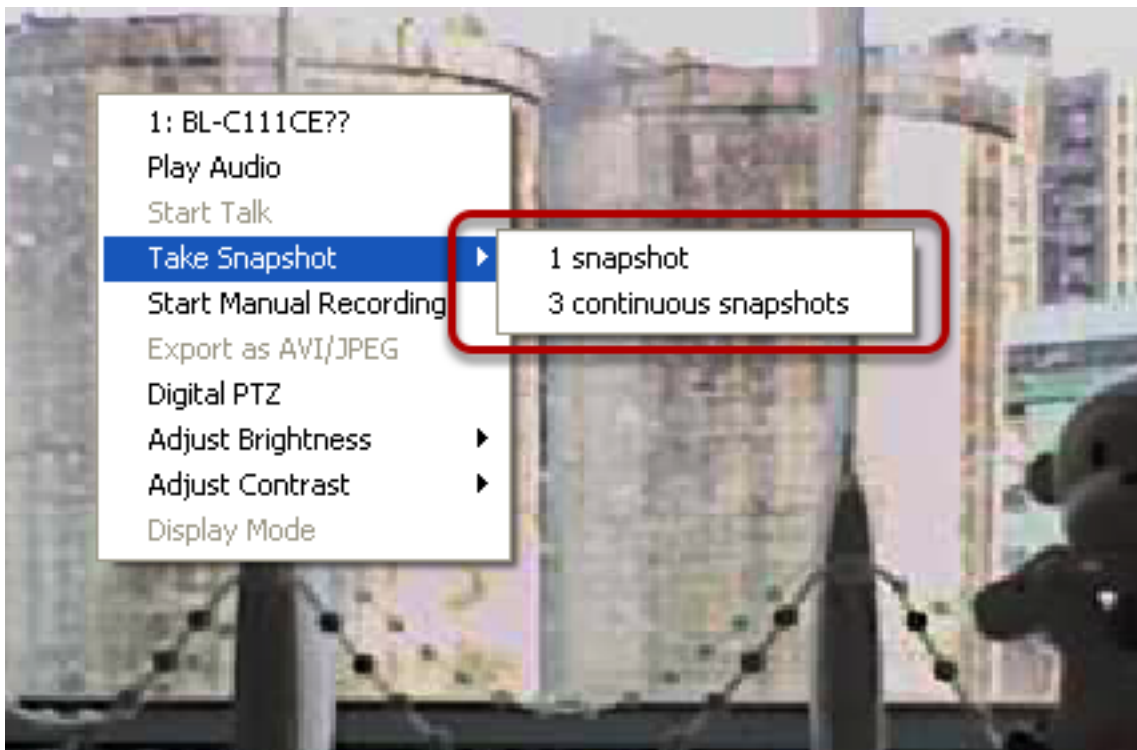 1: BL-C111CE??
Play Audio
Start Talk
Take Snapshot
1 snapshot
3 continuous snapshots
Start Manual Recording
Export as AVI/JPEG
Digital PTZ
Adjust Brightness
Adjust Contrast
Display Mode